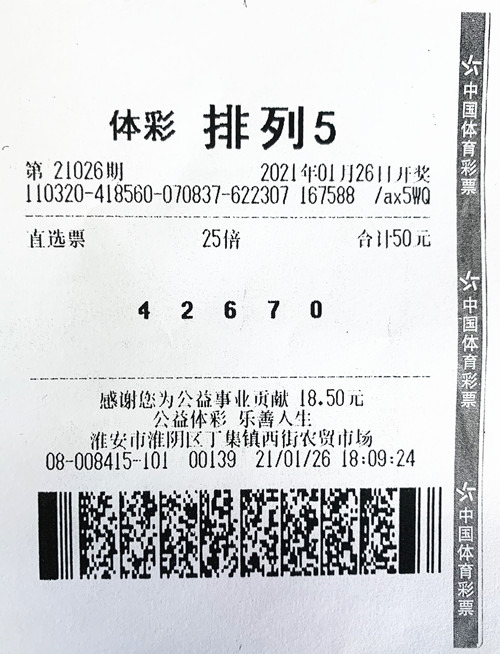 体彩 排列5
第 21026期 2021年01月26日开奖
110320-418560-070837-622307 167588 /ax5WQ
直选票 25倍 合计50元
4 2 6 7 0
感谢您为公益事业贡献 18.50元
公益体彩 乐善人生
淮安市淮阴区丁集镇西街农贸市场
08-008415-101 00139 21/01/26 18:09:24
中国体育彩票
中国体育彩票
中国体育彩票